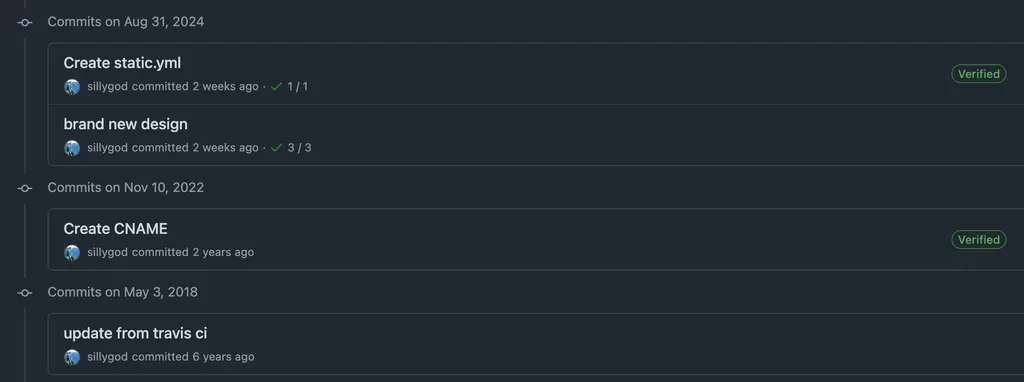 Commits on Aug 31, 2024
Create static.yml
sillygod committed 2 weeks ago · ✓ 1 / 1
Verified
brand new design
sillygod committed 2 weeks ago · ✓ 3 / 3
Commits on Nov 10, 2022
Create CNAME
sillygod committed 2 years ago
Verified
Commits on May 3, 2018
update from travis ci
sillygod committed 6 years ago